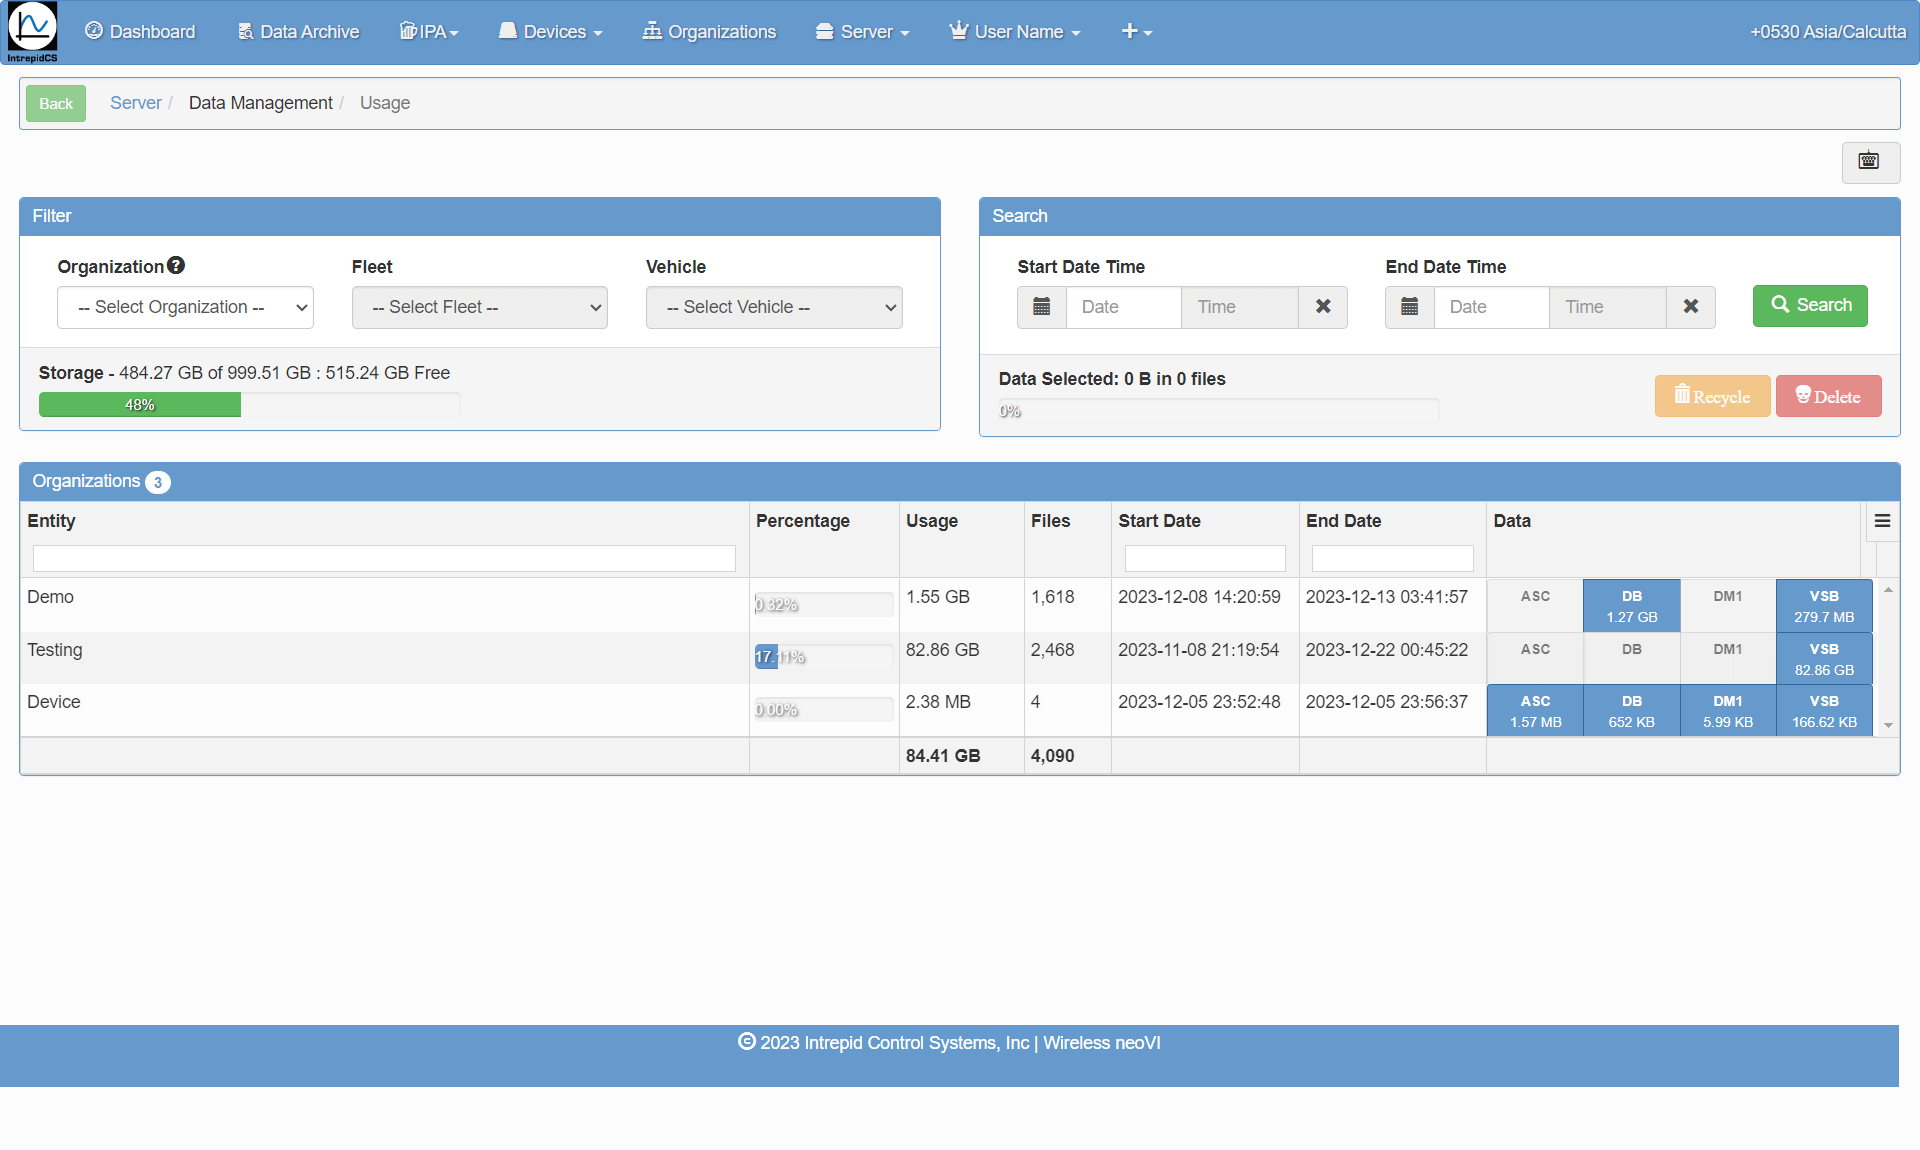 IntrepidCS
Dashboard Data Archive IPA Devices Organizations Server User Name +0530 Asia/Calcutta
Back Server / Data Management / Usage
Filter
Organization Fleet Vehicle
-- Select Organization -- -- Select Fleet -- -- Select Vehicle --
Storage - 484.27 GB of 999.51 GB : 515.24 GB Free
48%
Search
Start Date Time End Date Time
Date Time Date Time Search
Data Selected: 0 B in 0 files
0%
Recycle Delete
Organizations 3
Entity Percentage Usage Files Start Date End Date Data
Demo 0.32% 1.55 GB 1,618 2023-12-08 14:20:59 2023-12-13 03:41:57 ASC DB DM1 VSB
1.27 GB 279.7 MB
Testing 17.11% 82.86 GB 2,468 2023-11-08 21:19:54 2023-12-22 00:45:22 ASC DB DM1 VSB
82.86 GB
Device 0.00% 2.38 MB 4 2023-12-05 23:52:48 2023-12-05 23:56:37 ASC DB DM1 VSB
1.57 MB 652 KB 5.99 KB 166.62 KB
84.41 GB 4,090
© 2023 Intrepid Control Systems, Inc | Wireless neoVI